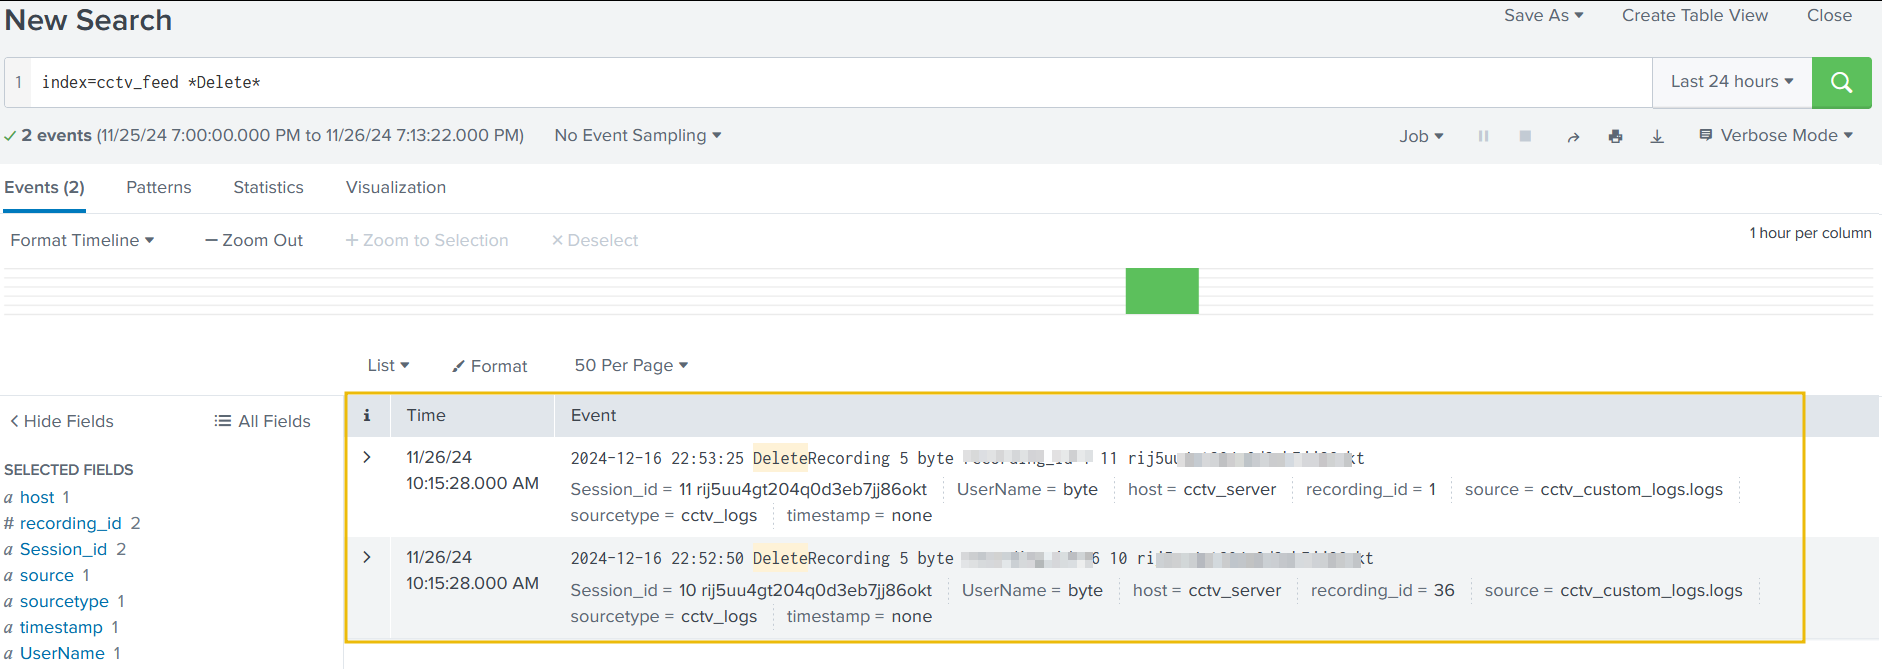 New Search
Save As Create Table View Close
1 index=cctv_feed *Delete* Last 24 hours
2 events (11/25/24 7:00:00.000 PM to 11/26/24 7:13:22.000 PM) No Event Sampling Job Verbose Mode
Events (2) Patterns Statistics Visualization
Format Timeline — Zoom Out + Zoom to Selection × Deselect 1 hour per column
List Format 50 Per Page
< Hide Fields All Fields i Time Event
SELECTED FIELDS
a host 1
# recording_id 2
a Session_id 2
a source 1
a sourcetype 1
a timestamp 1
a UserName 1
> 11/26/24 10:15:28.000 AM
2024-12-16 22:53:25 DeleteRecording 5 byte 11 rij5uu kt
Session_id = 11 rij5uu4gt204q0d3eb7jj86okt UserName = byte host = cctv_server recording_id = 1 source = cctv_custom_logs.logs
sourcetype = cctv_logs timestamp = none
> 11/26/24 10:15:28.000 AM
2024-12-16 22:52:50 DeleteRecording 5 byte 6 10 ri kt
Session_id = 10 rij5uu4gt204q0d3eb7jj86okt UserName = byte host = cctv_server recording_id = 36 source = cctv_custom_logs.logs
sourcetype = cctv_logs timestamp = none